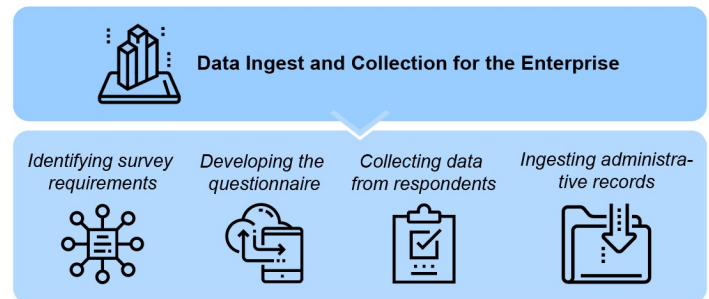 Data Ingest and Collection for the Enterprise
Identifying survey
requirements
Developing the
questionnaire
Collecting data
from respondents
Ingesting administra-
tive records